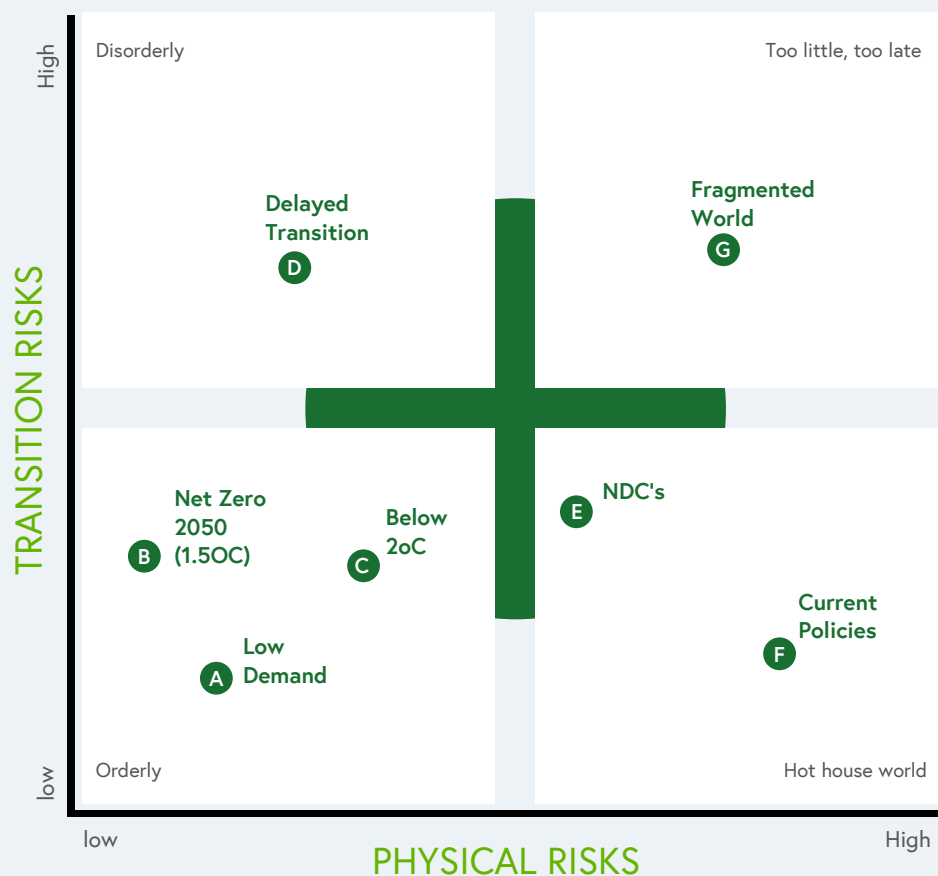 High
Disorderly
Too little, too late
Delayed
Transition
D
Fragmented
World
G
TRANSITION RISKS
Net Zero
2050
(1.5OC)
B
Below
2oC
C
NDC's
E
Low
Demand
A
Current
Policies
F
low
Orderly
Hot house world
low
High
PHYSICAL RISKS